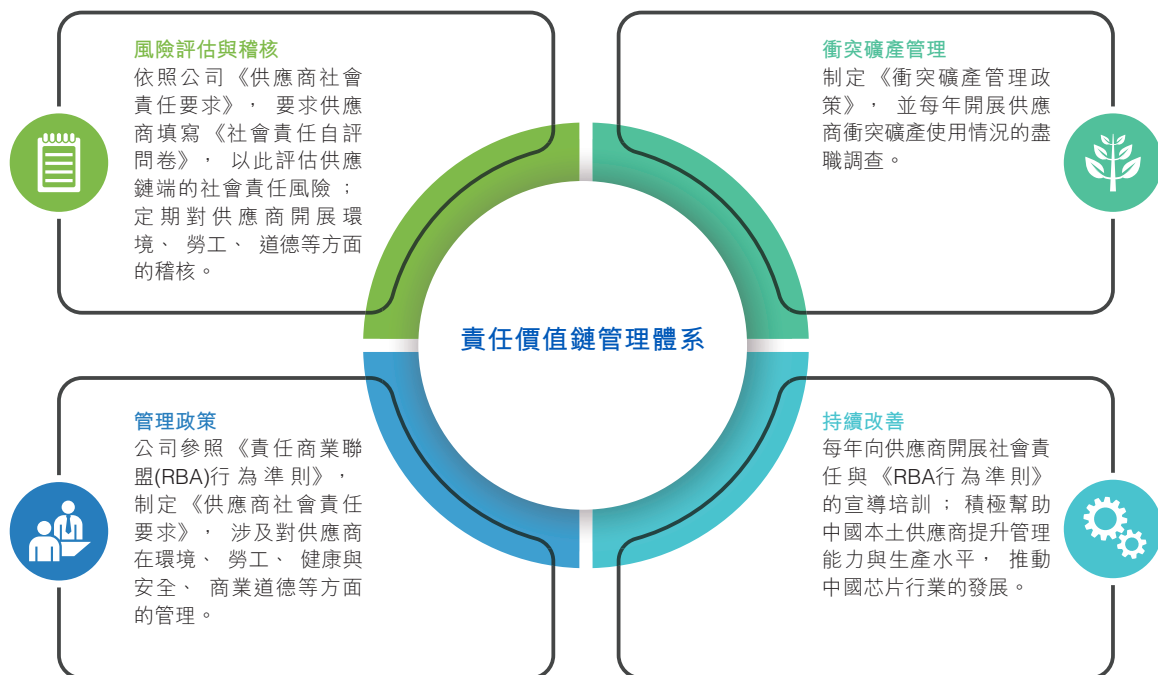 風險評估與稽核
依照公司《供應商社會
責任要求》，要求供應
商填寫《社會責任自評
問卷》，以此評估供應
鏈端的社會責任風險；
定期對供應商開展環
境、勞工、道德等方面
的稽核。
衝突礦產管理
制定《衝突礦產管理政
策》，並每年開展供應
商衝突礦產使用情況的盡
職調查。
責任價值鏈管理體系
管理政策
公司參照《責任商業聯
盟(RBA)行為準則》，
制定《供應商社會責任
要求》，涉及對供應商
在環境、勞工、健康與
安全、商業道德等方面
的管理。
持續改善
每年向供應商開展社會責
任與《RBA行為準則》
的宣導培訓；積極幫助
中國本土供應商提升管理
能力與生產水平，推動
中國芯片行業的發展。